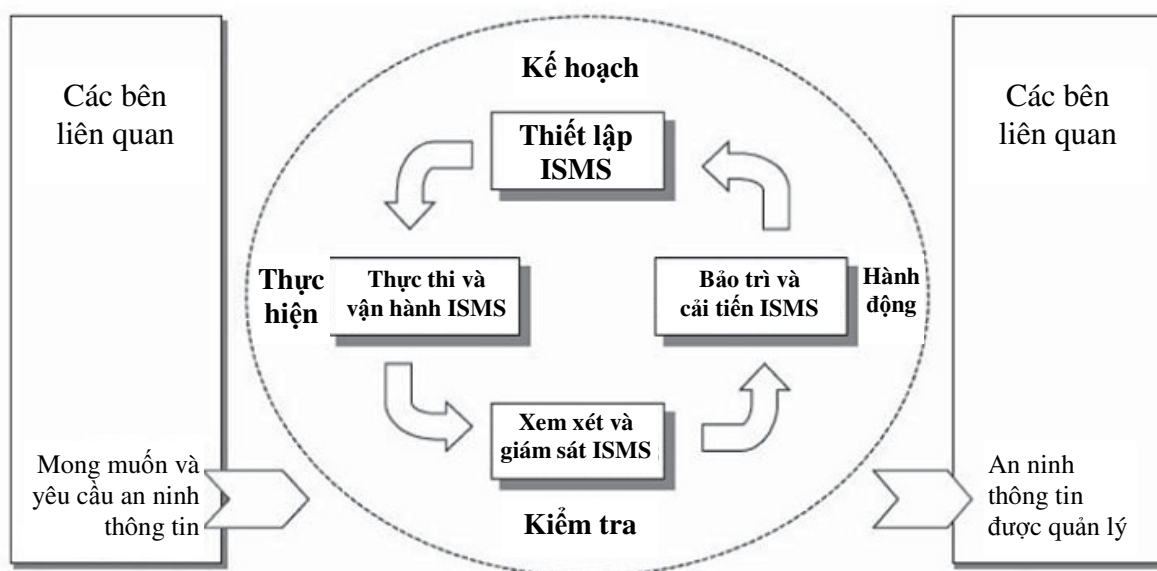 Các bên
liên quan
Mong muốn và
yêu cầu an ninh
thông tin
Kế hoạch
Thiết lập
ISMS
Thực
hiện
Thực thi và
vận hành ISMS
Bảo trì và
cải tiến ISMS
Hành
động
Xem xét và
giám sát ISMS
Kiểm tra
Các bên
liên quan
An ninh
thông tin
được quản lý